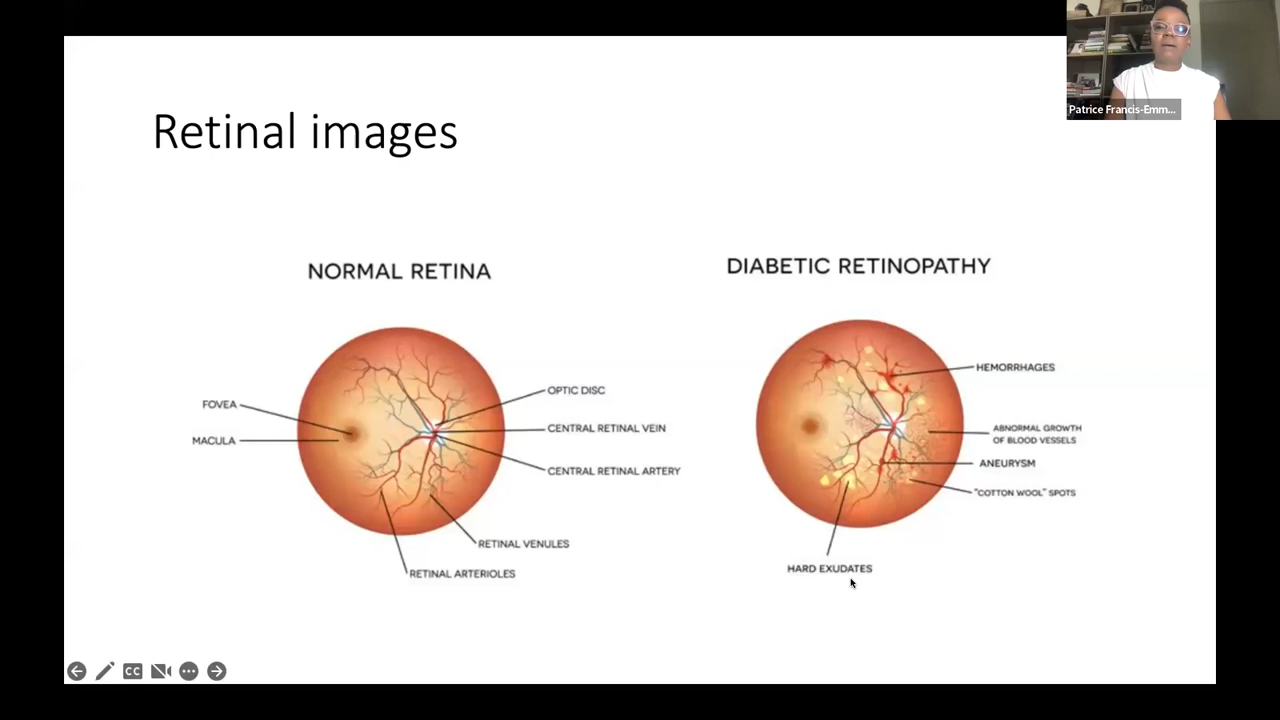 Patrice Francis-Emm...
Retinal images
NORMAL RETINA
FOVEA
MACULA
OPTIC DISC
CENTRAL RETINAL VEIN
CENTRAL RETINAL ARTERY
RETINAL VENULES
RETINAL ARTERIOLES
DIABETIC RETINOPATHY
HEMORRHAGES
ABNORMAL GROWTH
OF BLOOD VESSELS
ANEURYSM
"COTTON WOOL" SPOTS
HARD EXUDATES
CC